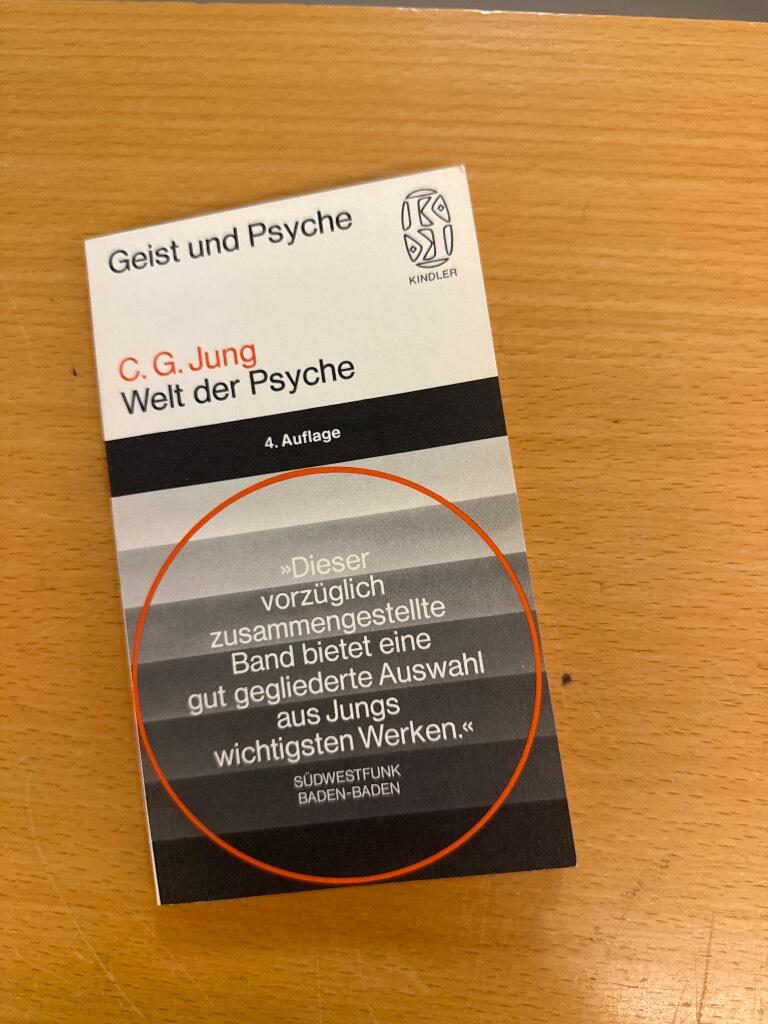 Geist und Psyche
KINDLER
C. G. Jung
Welt der Psyche
4. Auflage
»Dieser
vorzüglich
zusammengestellte
Band bietet eine
gut gegliederte Auswahl
aus Jungs
wichtigsten Werken.«
SÜDWESTFUNK
BADEN-BADEN